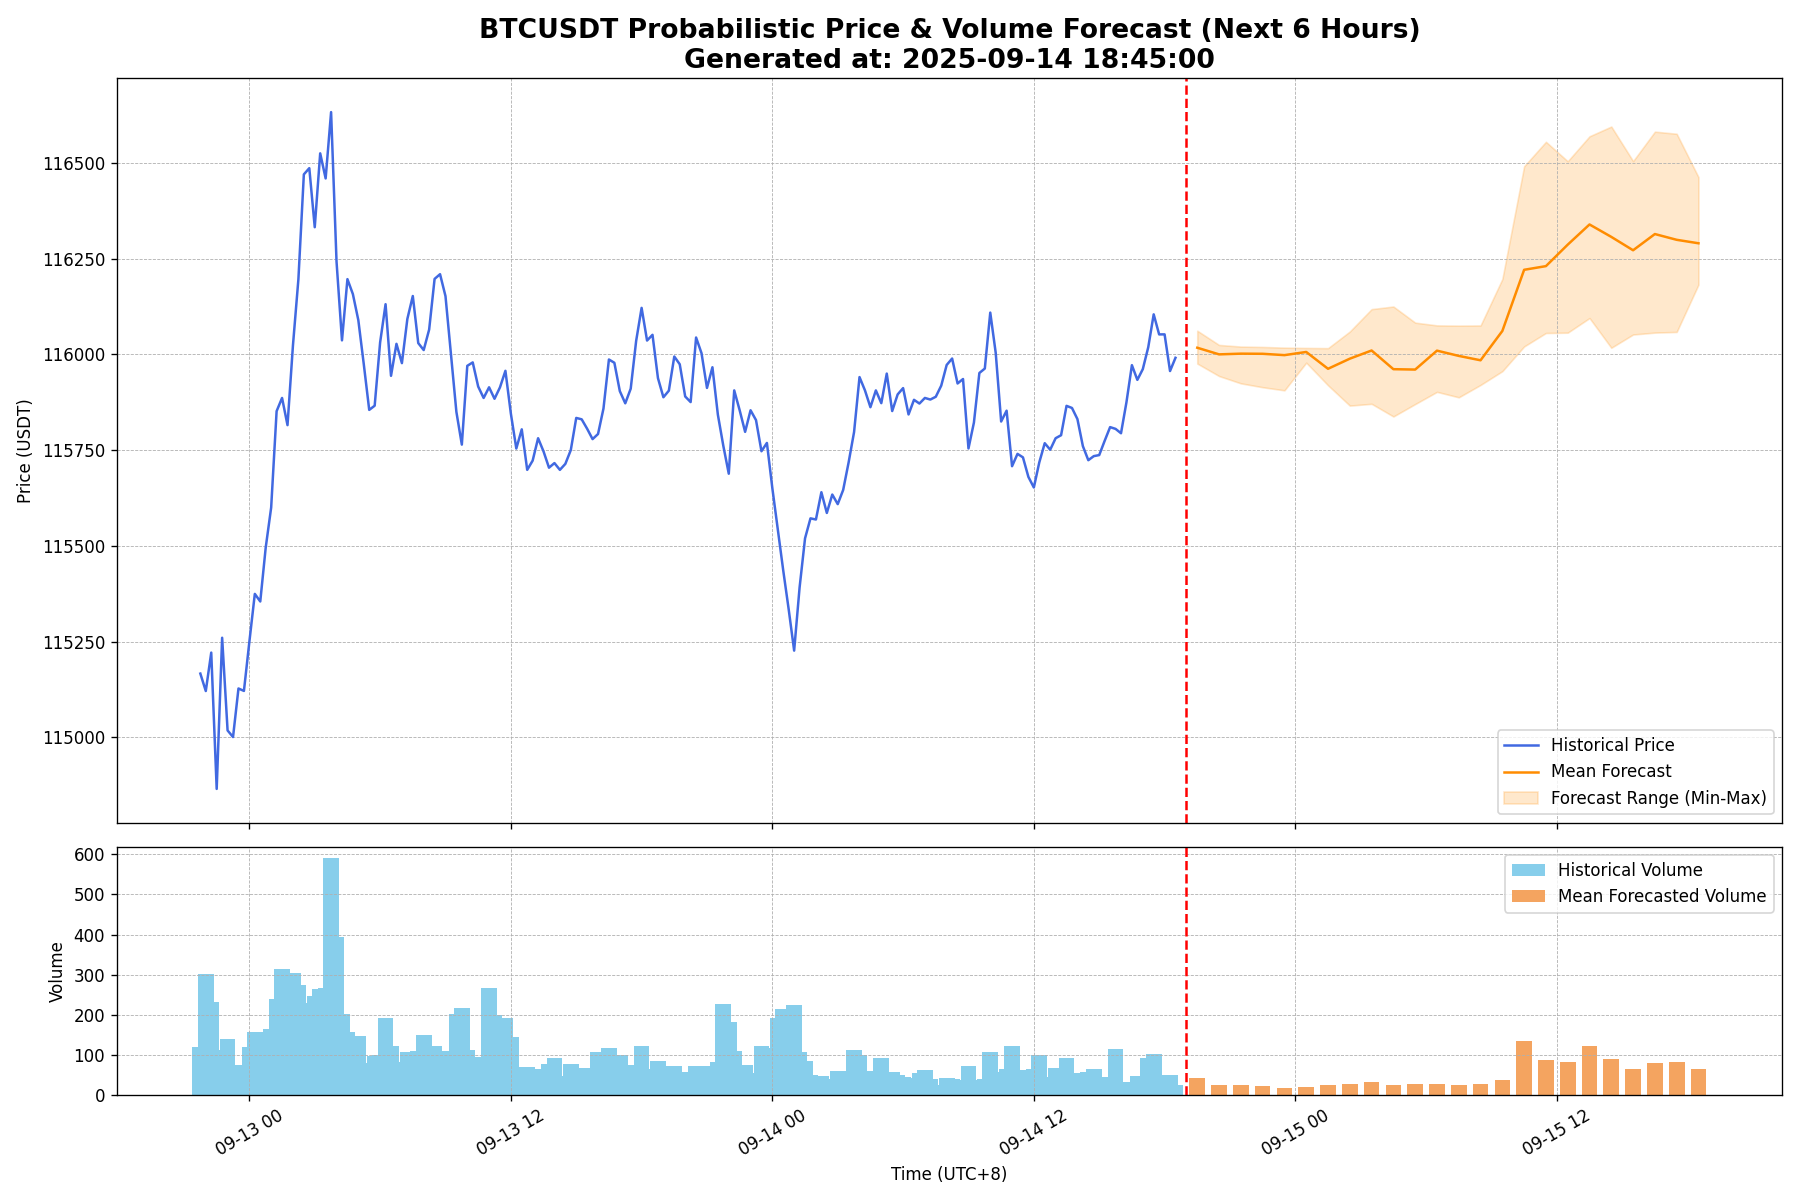 BTCUSDT Probabilistic Price & Volume Forecast (Next 6 Hours)
Generated at: 2025-09-14 18:45:00
Price (USDT)
116500
116250
116000
115750
115500
115250
115000
Historical Price
Mean Forecast
Forecast Range (Min-Max)
Volume
600
500
400
300
200
100
0
Historical Volume
Mean Forecasted Volume
09-13 00
09-13 12
09-14 00
09-14 12
09-15 00
09-15 12
Time (UTC+8)